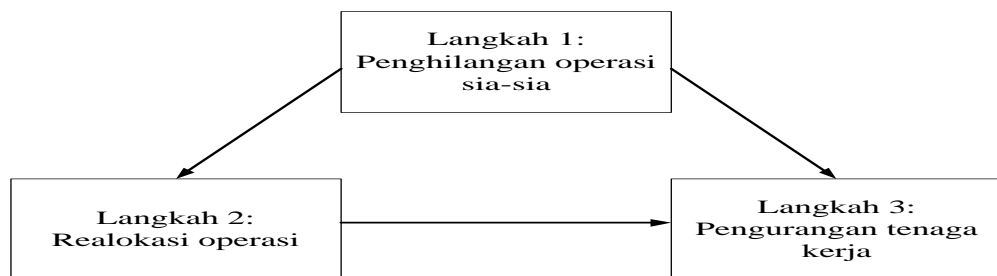 Langkah 1:
Penghilangan operasi
sia-sia
Langkah 2:
Realokasi operasi
Langkah 3:
Pengurangan tenaga
kerja